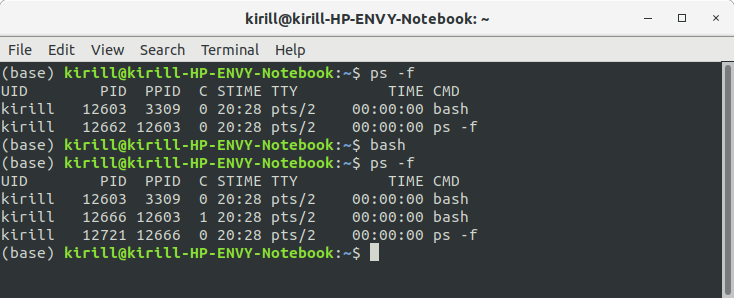 kirill@kirill-HP-ENVY-Notebook: ~
File Edit View Search Terminal Help
(base) kirill@kirill-HP-ENVY-Notebook:~$ ps -f
UID        PID  PPID  C STIME TTY          TIME CMD
kirill   12603  3309  0 20:28 pts/2    00:00:00 bash
kirill   12662 12603  0 20:28 pts/2    00:00:00 ps -f
(base) kirill@kirill-HP-ENVY-Notebook:~$ bash
(base) kirill@kirill-HP-ENVY-Notebook:~$ ps -f
UID        PID  PPID  C STIME TTY          TIME CMD
kirill   12603  3309  0 20:28 pts/2    00:00:00 bash
kirill   12666 12603  1 20:28 pts/2    00:00:00 bash
kirill   12721 12666  0 20:28 pts/2    00:00:00 ps -f
(base) kirill@kirill-HP-ENVY-Notebook:~$